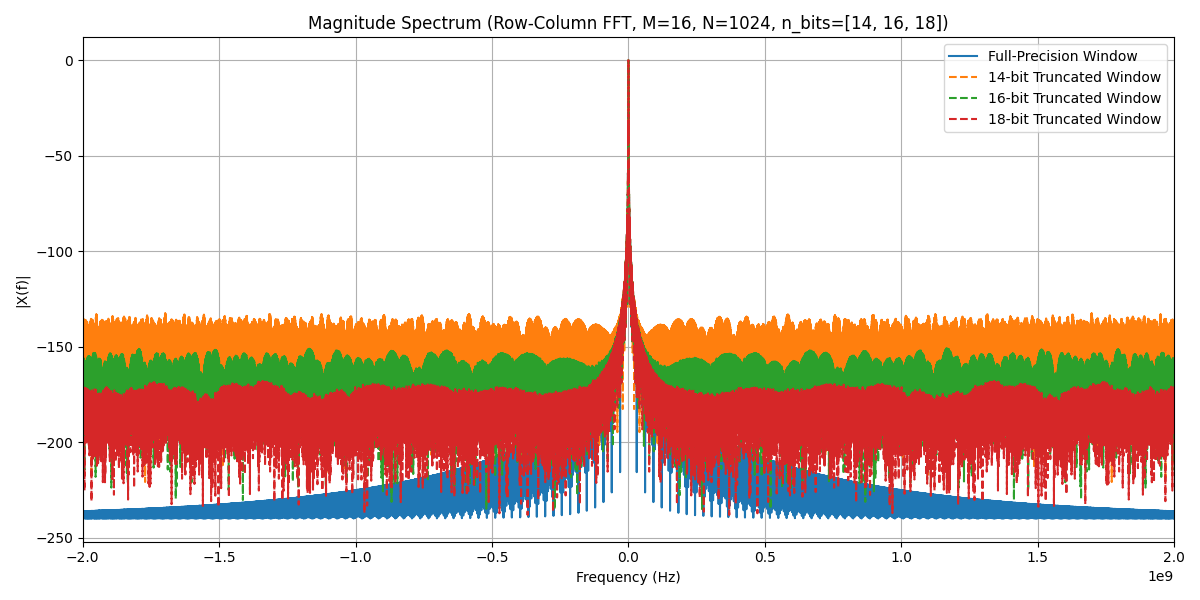 Magnitude Spectrum (Row-Column FFT, M=16, N=1024, n_bits=[14, 16, 18])
Full-Precision Window
14-bit Truncated Window
16-bit Truncated Window
18-bit Truncated Window
|X(f)|
0
−50
−100
−150
−200
−250
−2.0 −1.5 −1.0 −0.5 0.0 0.5 1.0 1.5 2.0
1e9
Frequency (Hz)